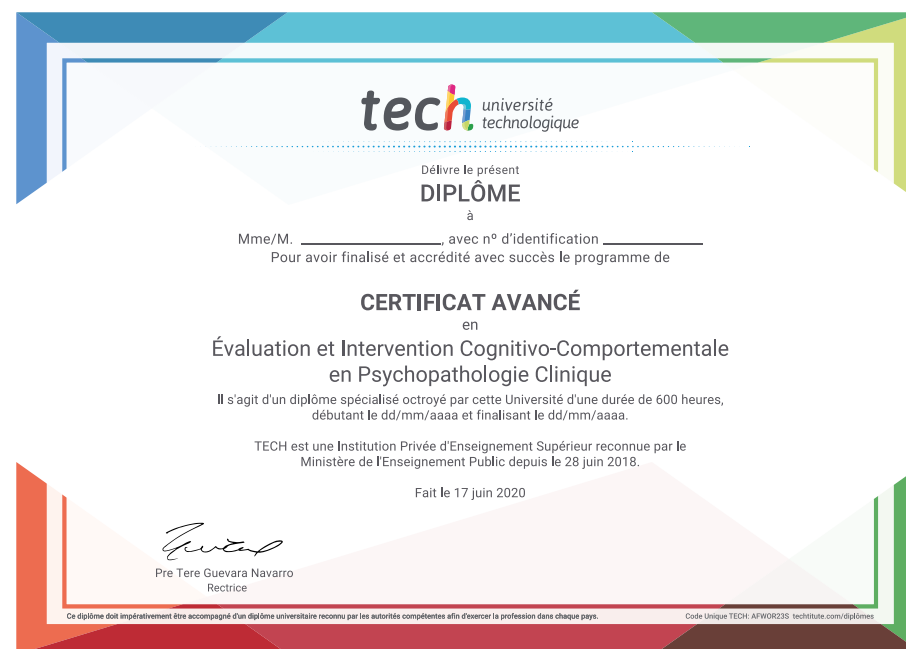 tech université
technologique
Délivre le présent
DIPLÔME
à
Mme/M. ____________________, avec nº d'identification ______________
Pour avoir finalisé et accrédité avec succès le programme de
CERTIFICAT AVANCÉ
en
Évaluation et Intervention Cognitivo-Comportementale
en Psychopathologie Clinique
Il s'agit d'un diplôme spécialisé octroyé par cette Université d'une durée de 600 heures,
débutant le dd/mm/aaaa et finalisant le dd/mm/aaaa.
TECH est une Institution Privée d'Enseignement Supérieur reconnue par le
Ministère de l'Enseignement Public depuis le 28 juin 2018.
Fait le 17 juin 2020
Pre Tere Guevara Navarro
Rectrice
Ce diplôme doit impérativement être accompagné d'un diplôme universitaire reconnu par les autorités compétentes afin d'exercer la profession dans chaque pays.
Code Unique TECH: AFWOR23S techtitute.com/diplômes